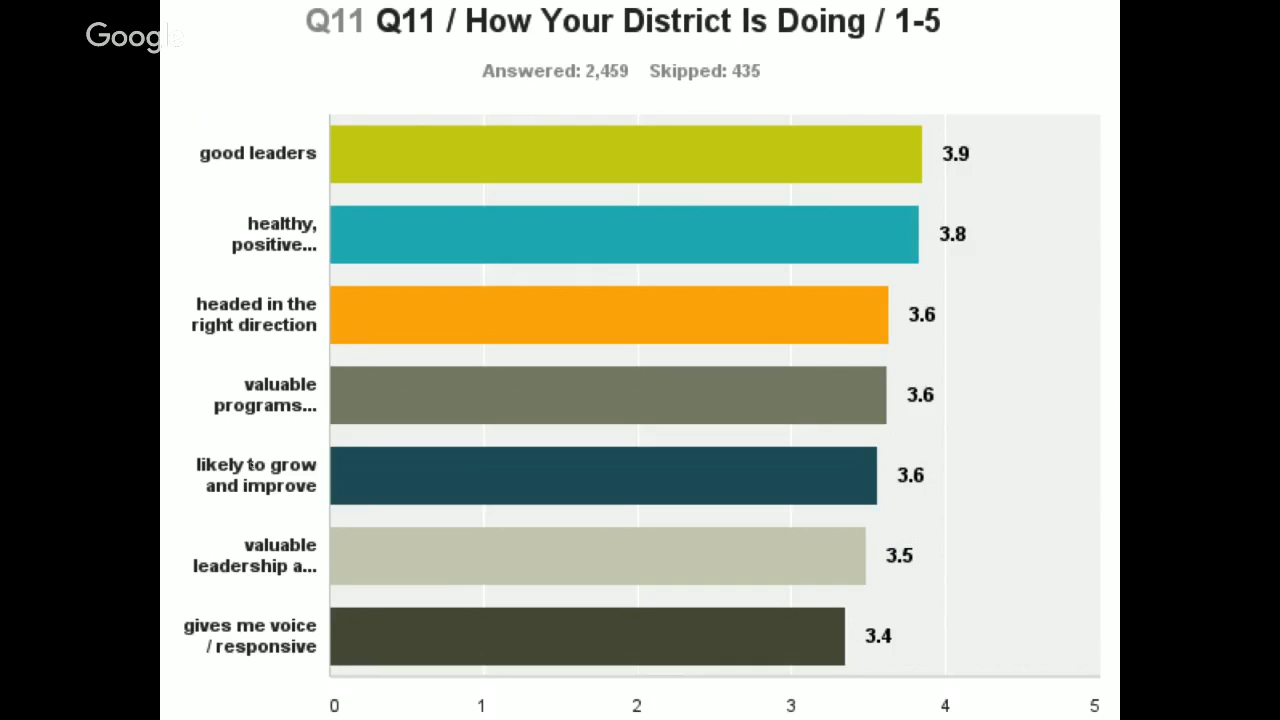 Google
Q11 Q11 / How Your District Is Doing / 1-5
Answered: 2,459 Skipped: 435
good leaders
3.9
healthy,
positive...
3.8
headed in the
right direction
3.6
valuable
programs...
3.6
likely to grow
and improve
3.6
valuable
leadership a...
3.5
gives me voice
/ responsive
3.4
0 1 2 3 4 5